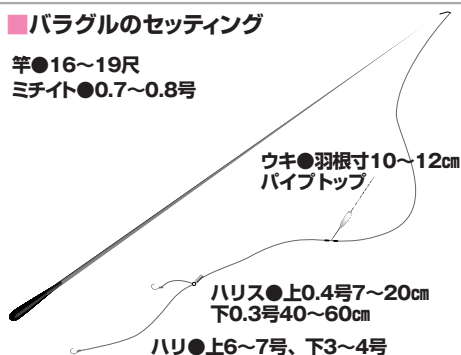 ■バラグルのセッティング
竿●16〜19尺
ミチイト●0.7〜0.8号
ウキ●羽根寸10〜12㎝
パイプトップ
ハリス●上0.4号7〜20㎝
下0.3号40〜60㎝
ハリ●上6〜7号、下3〜4号